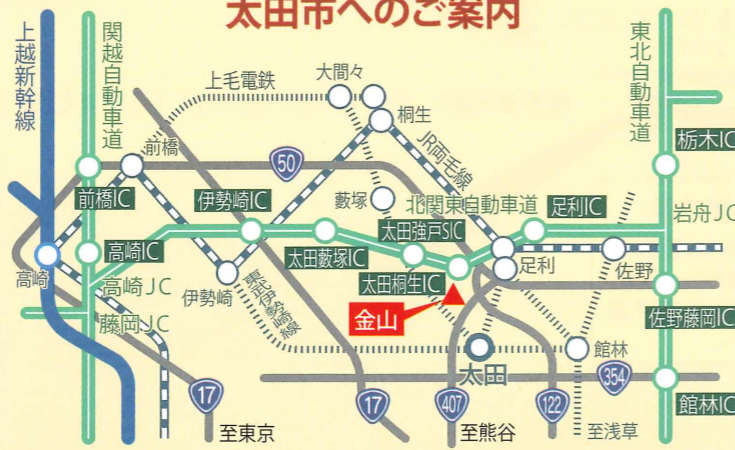 太田市へのご案内
上越新幹線
関越自動車道
東北自動車道
上毛電鉄
大間々
桐生
JR両毛線
前橋
50
栃木IC
前橋IC
伊勢崎IC
藪塚
北関東自動車道
足利IC
岩舟JC
太田強戸SIC
高崎IC
太田藪塚IC
高崎
伊勢崎
東武伊勢崎線
太田桐生IC
足利
佐野
高崎JC
藤岡JC
金山
佐野藤岡IC
太田
館林
354
17
17
407
122
館林IC
至東京
至熊谷
至浅草